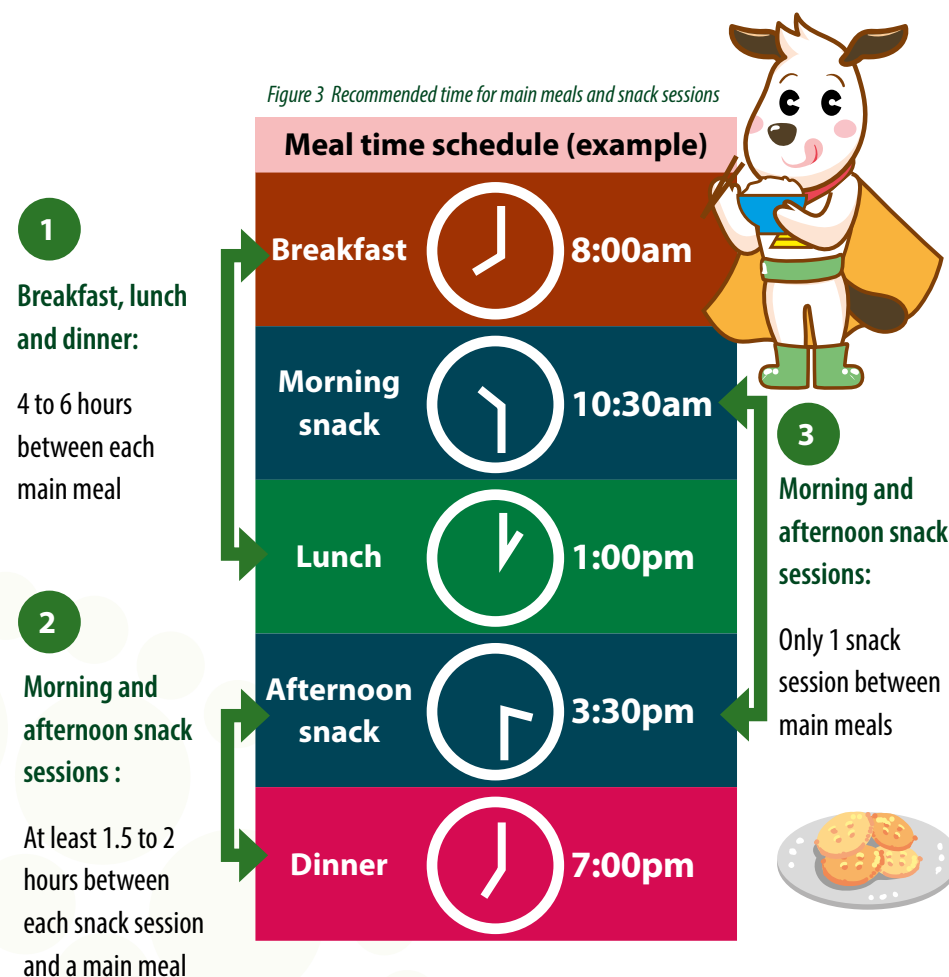 Figure 3 Recommended time for main meals and snack sessions
Meal time schedule (example)
1
Breakfast, lunch
and dinner:
4 to 6 hours
between each
main meal
2
Morning and
afternoon snack
sessions :
At least 1.5 to 2
hours between
each snack session
and a main meal
Breakfast 8:00am
Morning
snack
10:30am
Lunch 1:00pm
Afternoon
snack
3:30pm
Dinner 7:00pm
3
Morning and
afternoon snack
sessions:
Only 1 snack
session between
main meals